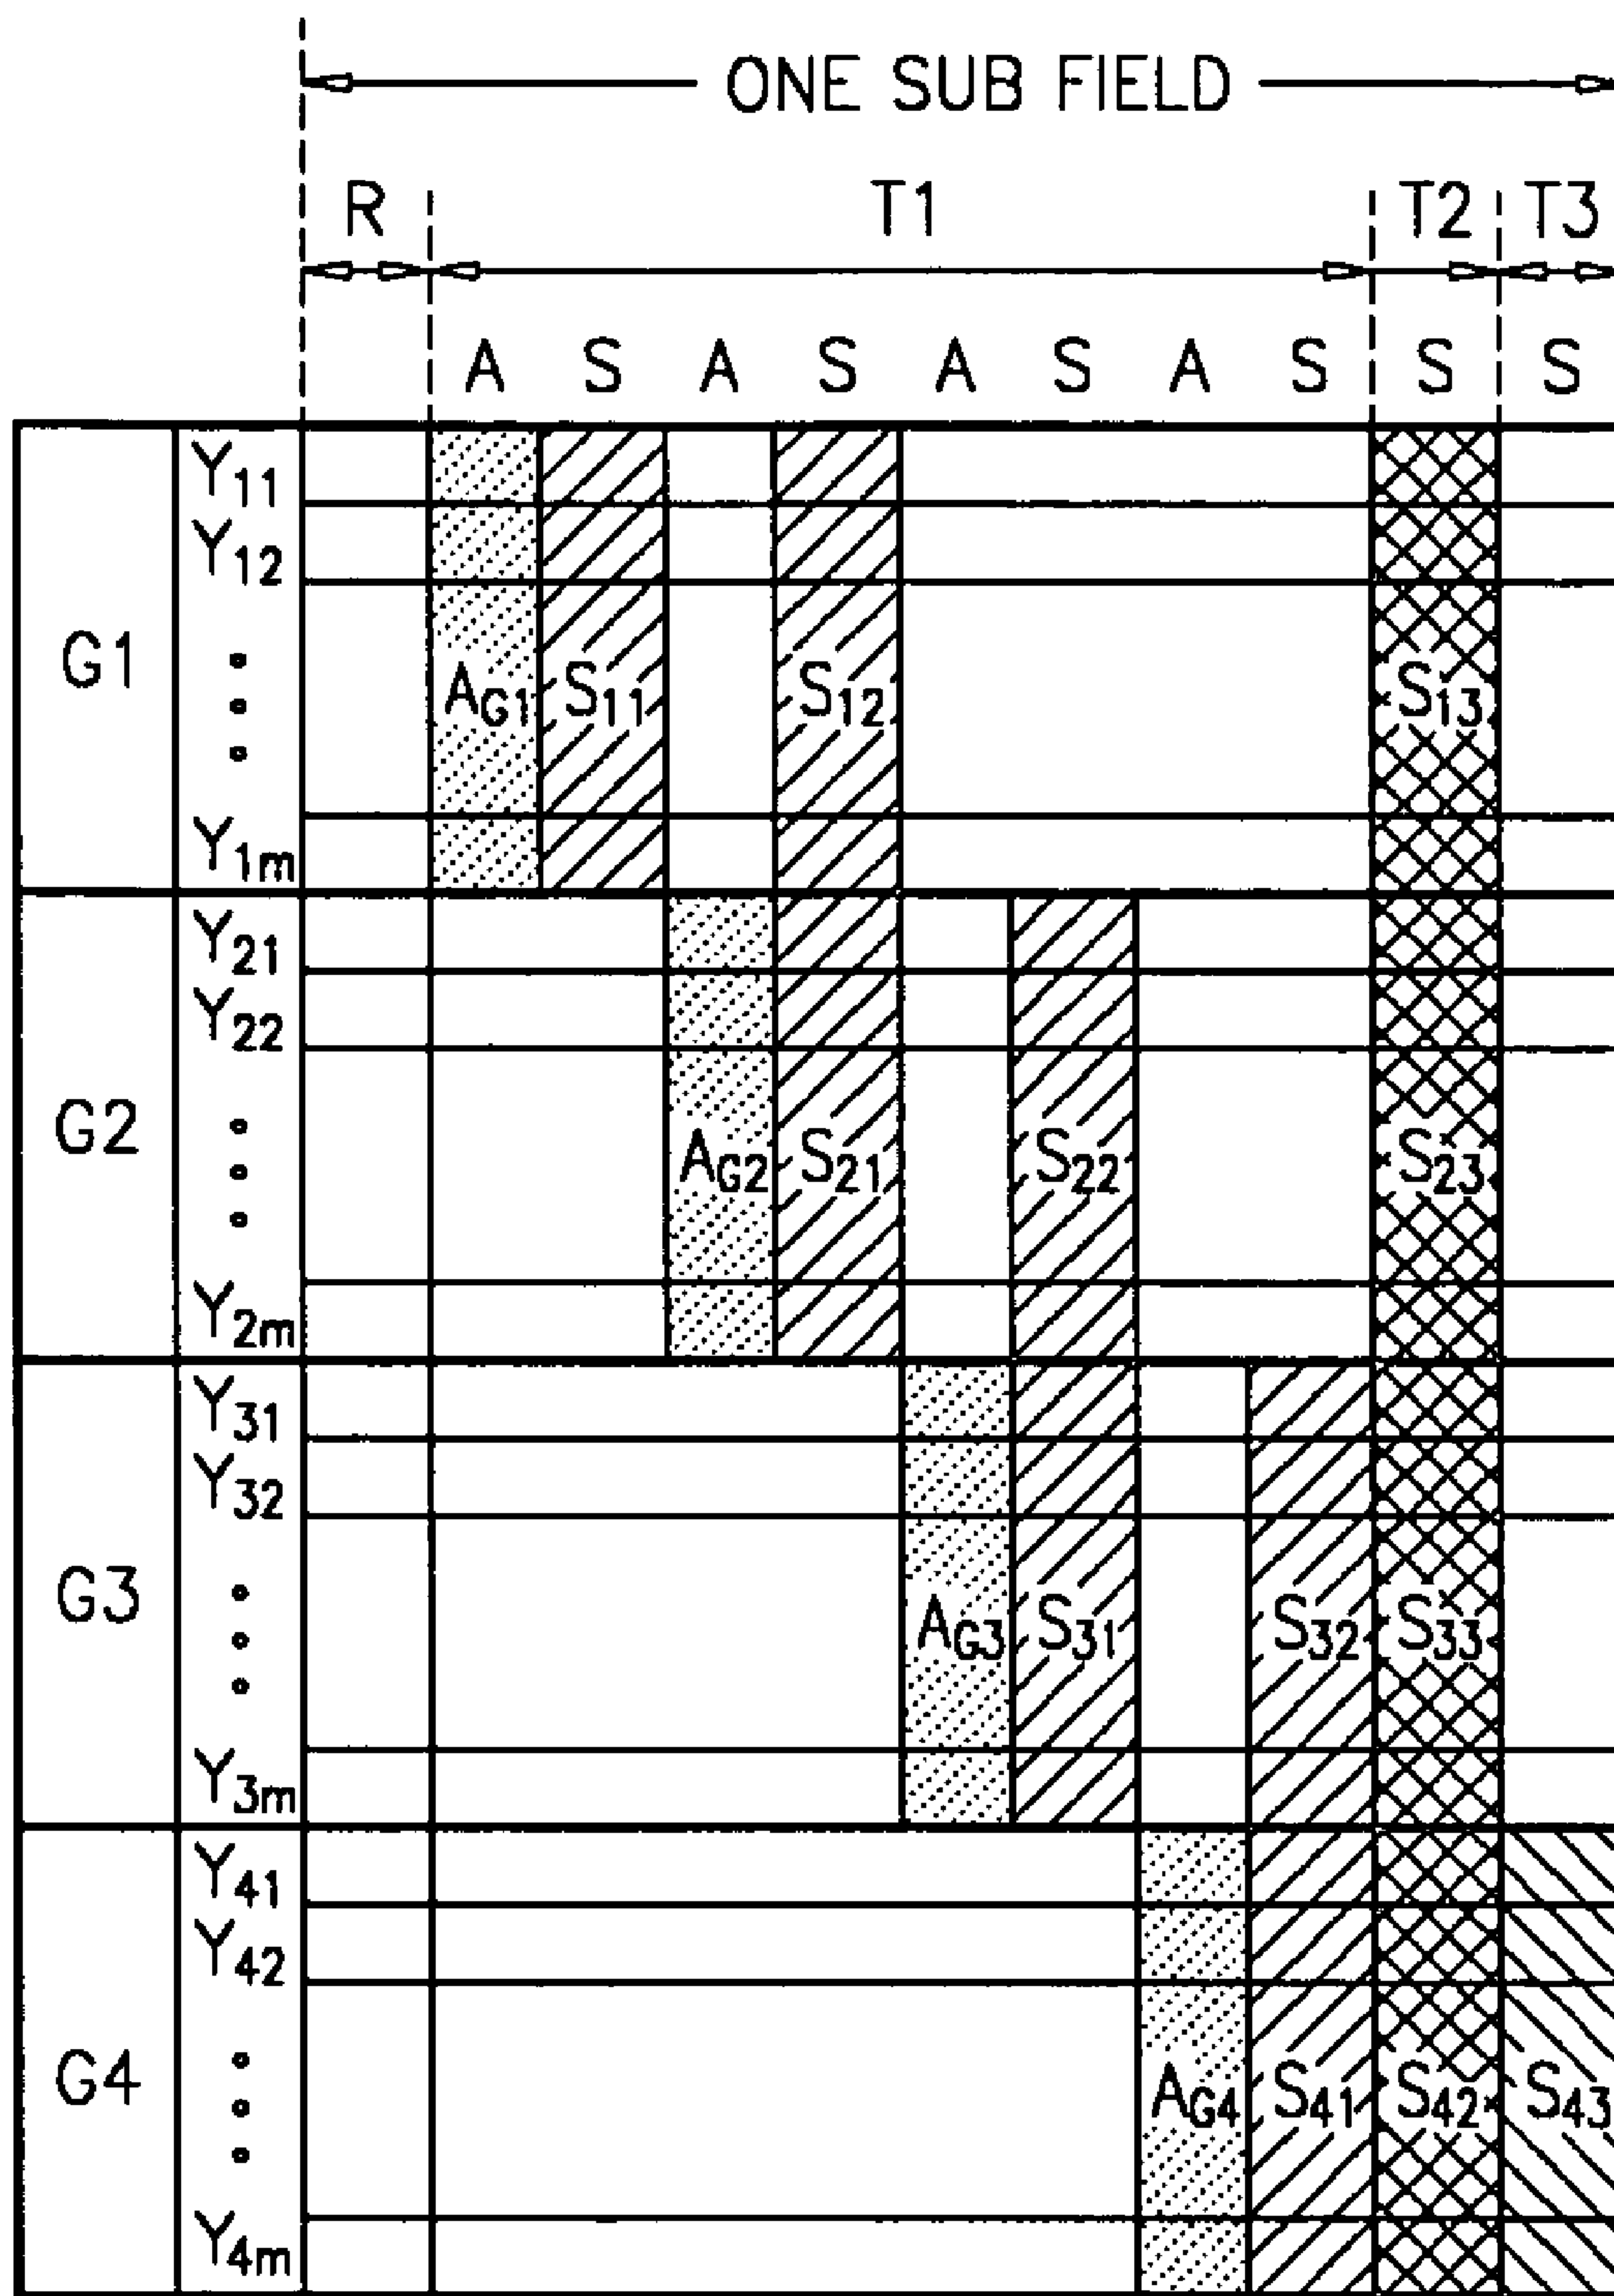 ONE SUB FIELD
R T1 T2 T3
A S A S A S A S S S
Y11
Y12
G1
AG1 S11 S12 S13
Y1m
Y21
Y22
G2
AG2 S21 S22 S23
Y2m
Y31
Y32
G3
AG3 S31 S32 S33
Y3m
Y41
Y42
G4
AG4 S41 S42 S43
Y4m